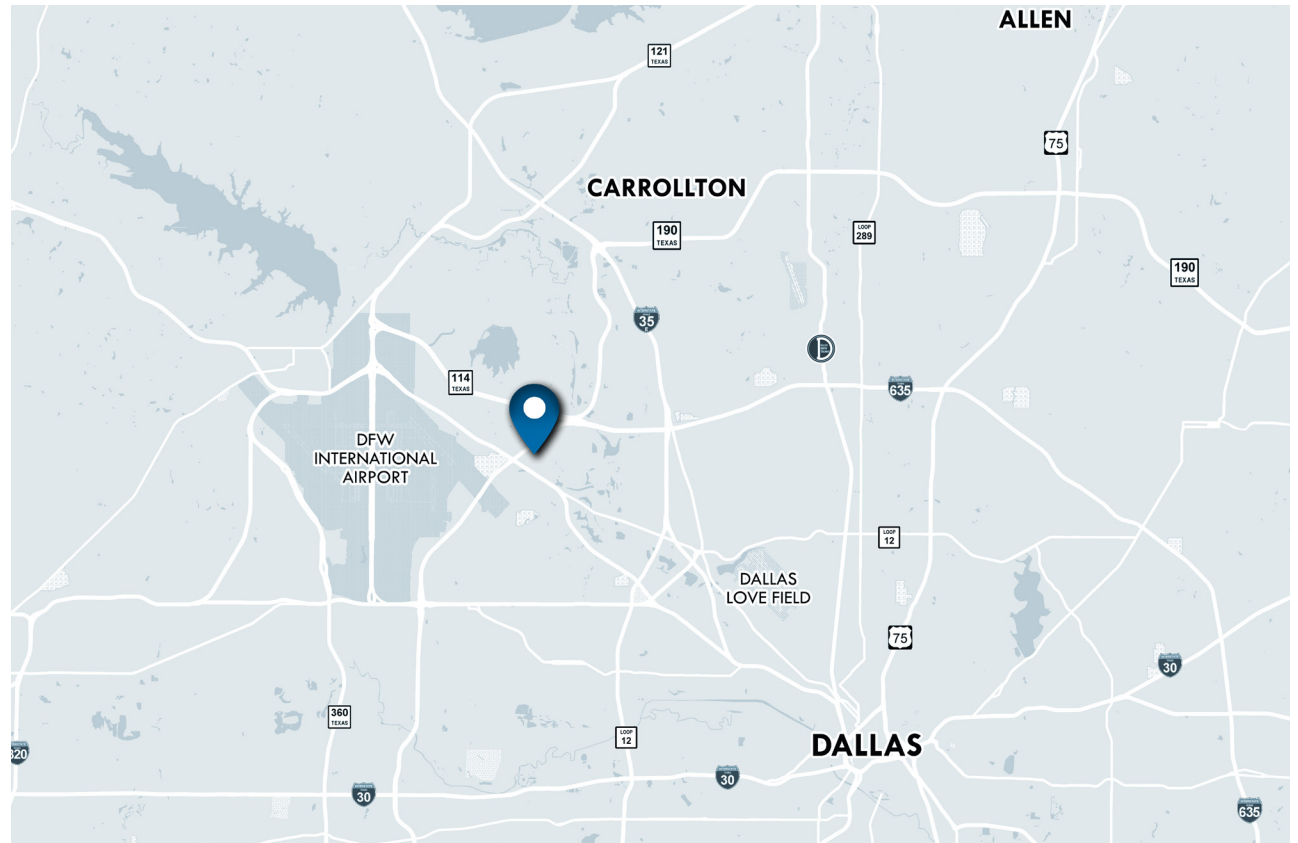 ALLEN
121
TEXAS
75
CARROLLTON
190
TEXAS
LOOP
289
190
TEXAS
35
E
114
TEXAS
635
DFW
INTERNATIONAL
AIRPORT
LOOP
12
DALLAS
LOVE FIELD
75
30
360
TEXAS
LOOP
12
DALLAS
820
30
30
635